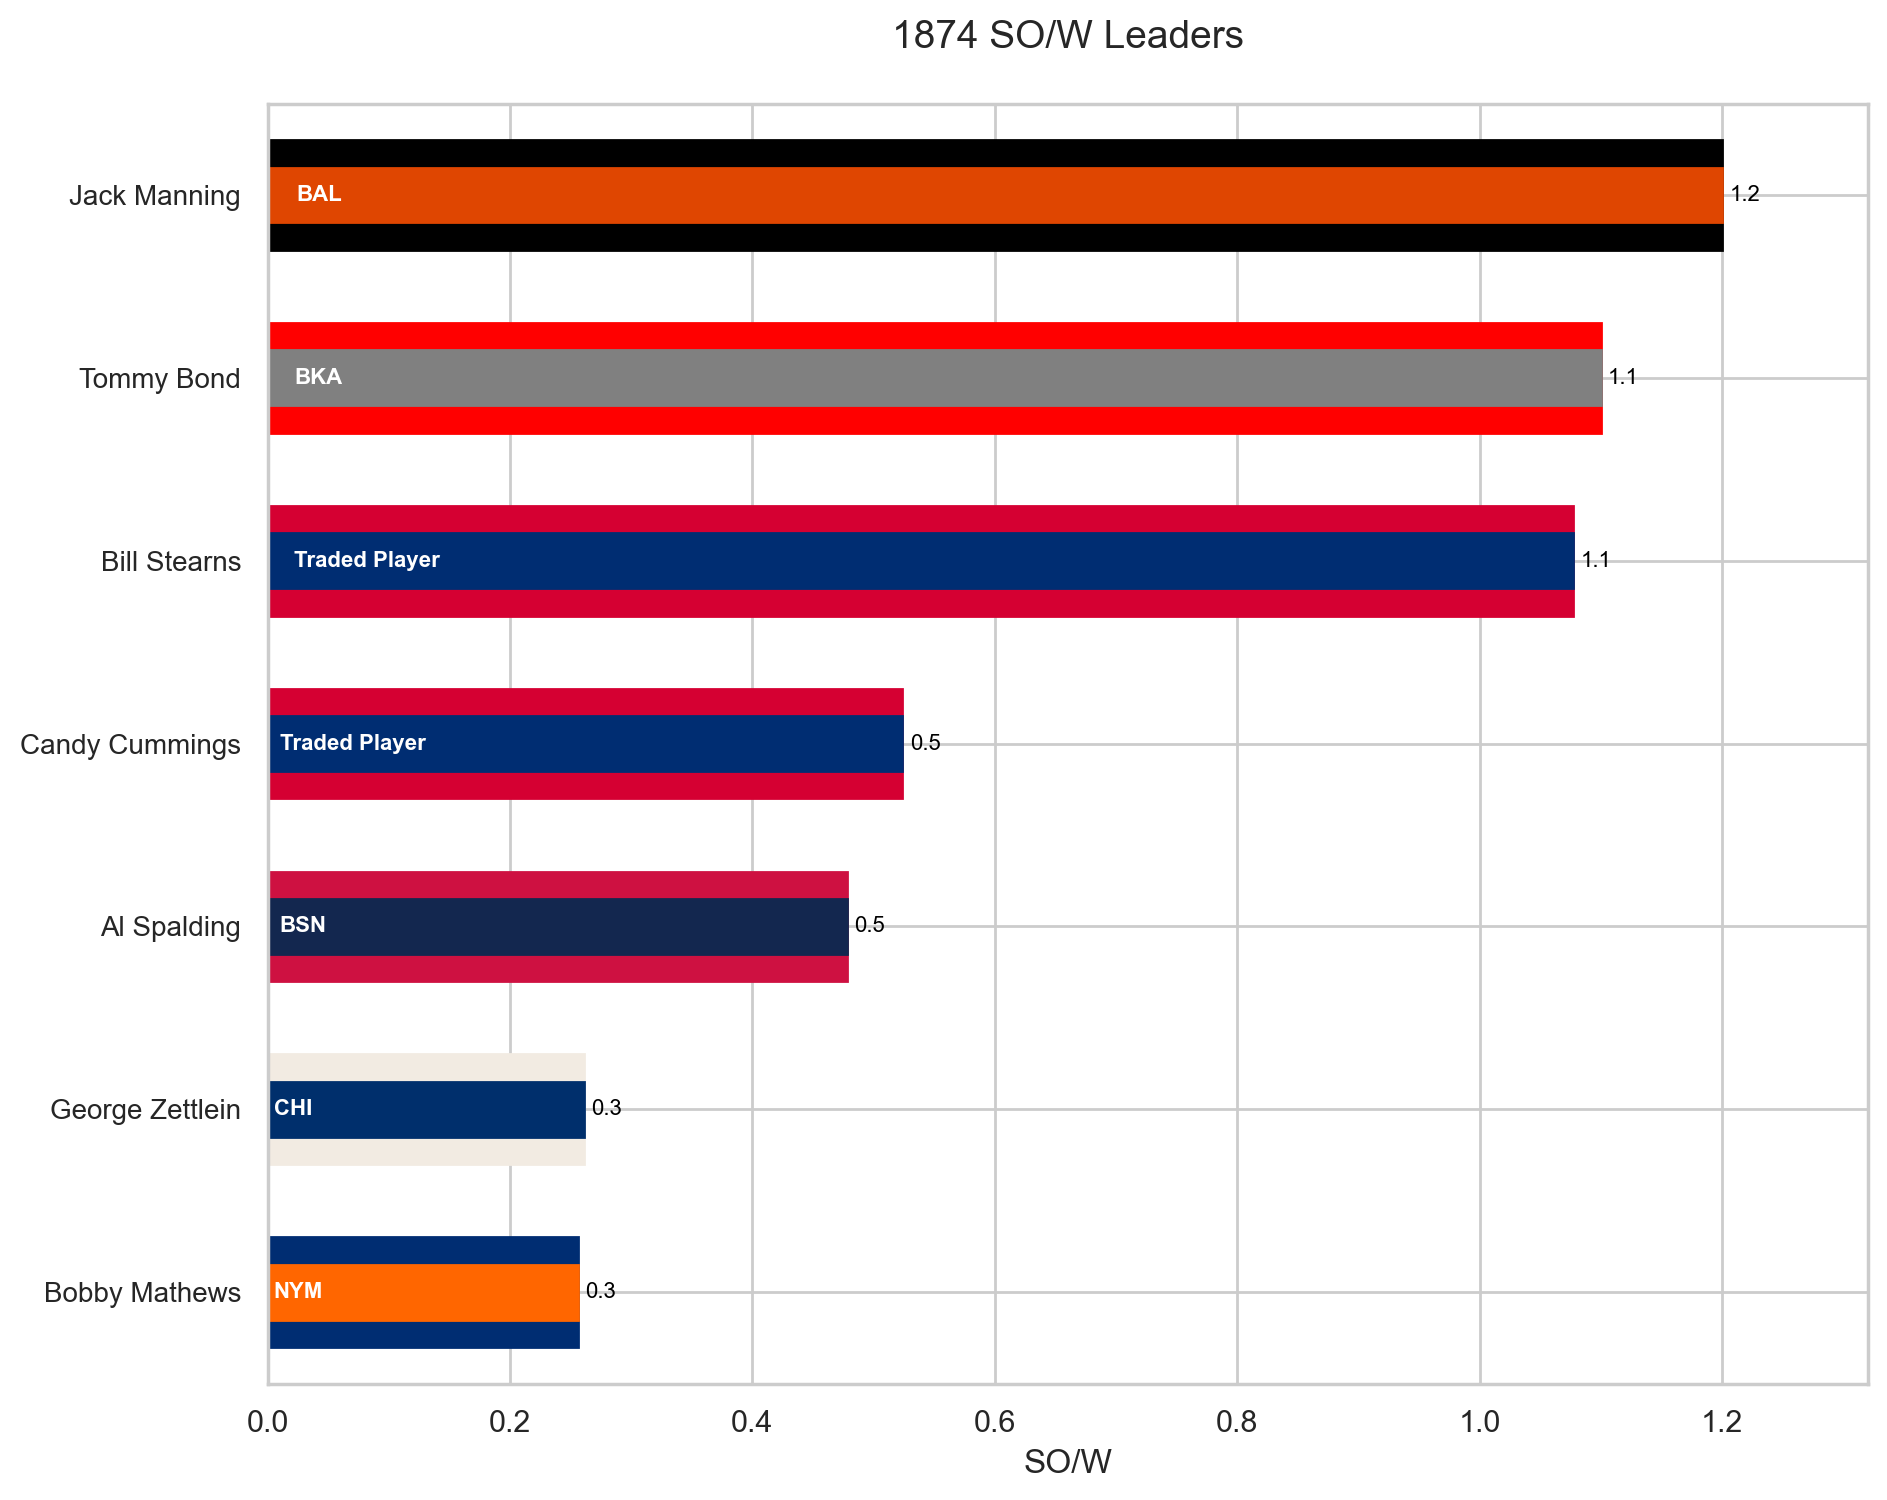 1874 SO/W Leaders
Jack Manning
BAL
1.2
Tommy Bond
BKA
1.1
Bill Stearns
Traded Player
1.1
Candy Cummings
Traded Player
0.5
Al Spalding
BSN
0.5
George Zettlein
CHI
0.3
Bobby Mathews
NYM
0.3
0.0 0.2 0.4 0.6 0.8 1.0 1.2
SO/W